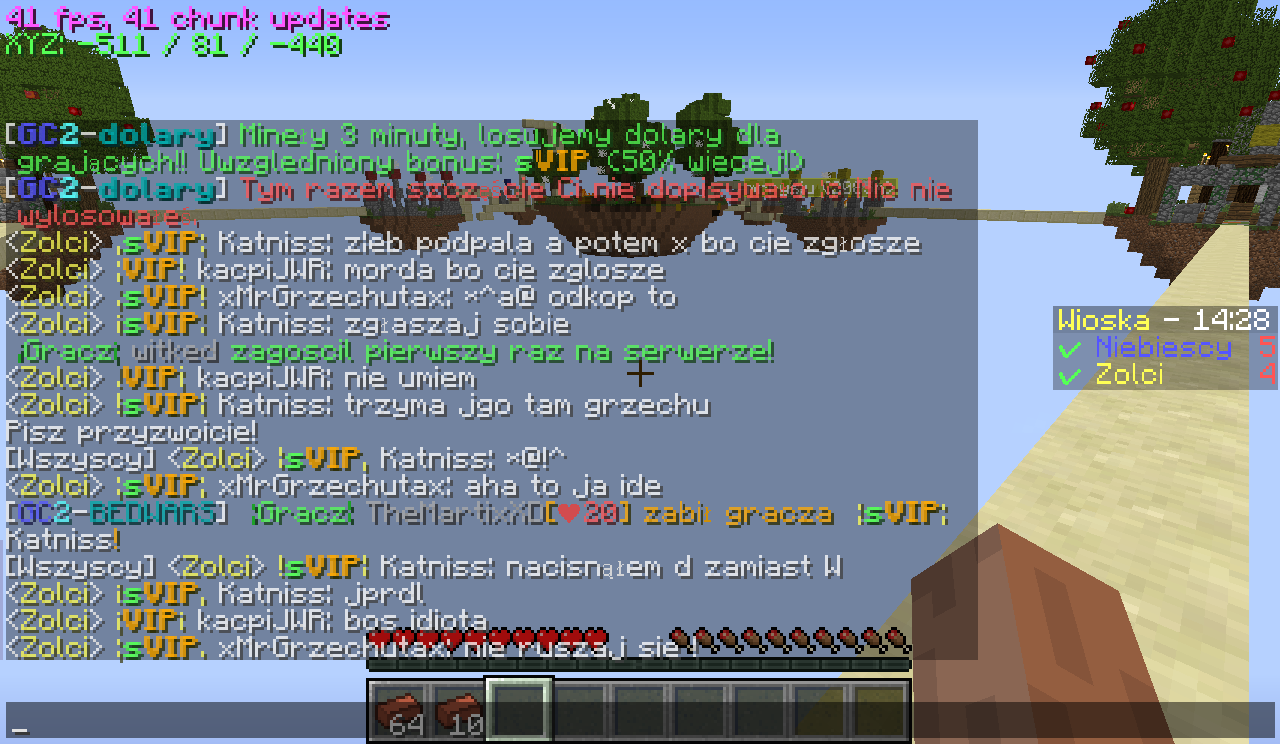 41 fps, 41 chunk updates
XYZ: -511 / 81 / -440
[GC2-dolary] Mineły 3 minuty, losujemy dolary dla
grających!! Uwzgledniony bonus: sVIP (50% wiecej!)
[GC2-dolary] Tym razem szczęście Ci nie dopisywało! Nic nie
wylosowałe..
<Zolci> ¦sVIP¦ Katniss: zieb podpala a potem x bo cie zgłosze
<Zolci> ¦VIP! kacpiJWR: morda bo cie zglosze
<Zolci> ¦sVIP! xMrGrzechutax: *^a@ odkop to
<Zolci> ¡sVIP¦ Katniss: zgłaszaj sobie
¡Gracz¦ witked zagoscil pierwszy raz na serwerze!
<Zolci> ¦VIP¡ kacpiJWR: nie umiem
<Zolci> !sVIP¦ Katniss: trzyma jgo tam grzechu
Pisz przyzwoicie!
[Wszyscy] <Zolci> ¦sVIP, Katniss: *@!^
<Zolci> ¦sVIP¦ xMrGrzechutax: aha to ja ide
[GC2-BEDWARS] ¦Gracz¦ TheMartixXD[❤20] zabił gracza ¦sVIP¦
Katniss!
[Wszyscy] <Zolci> !sVIP¦ Katniss: nacisnąłem d zamiast W
<Zolci> ¡sVIP, Katniss: jprdl
<Zolci> ¡VIP¡ kacpiJWR: bos idiota
<Zolci> ¦sVIP. xMrGrzechutax: nie ruszaj sie!
Wioska - 14:28
✓ Niebiescy 5
✓ Zolci 4
64
10
_